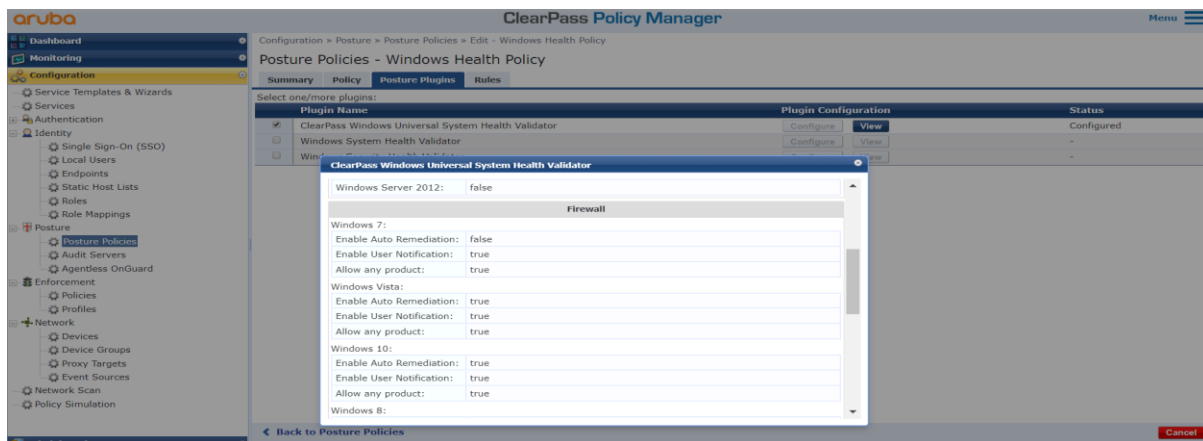 aruba
ClearPass Policy Manager
Menu
Dashboard
Monitoring
Configuration
Service Templates & Wizards
Services
Authentication
Identity
Single Sign-On (SSO)
Local Users
Endpoints
Static Host Lists
Roles
Role Mappings
Posture
Posture Policies
Audit Servers
Agentless OnGuard
Enforcement
Policies
Profiles
Network
Devices
Device Groups
Proxy Targets
Event Sources
Network Scan
Policy Simulation
Configuration » Posture » Posture Policies » Edit - Windows Health Policy
Posture Policies - Windows Health Policy
Summary Policy Posture Plugins Rules
Select one/more plugins:
Plugin Name Plugin Configuration Status
ClearPass Windows Universal System Health Validator Configure View Configured
Windows System Health Validator Configure View -
ClearPass Windows Universal System Health Validator
Windows Server 2012: false
Firewall
Windows 7:
Enable Auto Remediation: false
Enable User Notification: true
Allow any product: true
Windows Vista:
Enable Auto Remediation: true
Enable User Notification: true
Allow any product: true
Windows 10:
Enable Auto Remediation: true
Enable User Notification: true
Allow any product: true
Windows 8:
Back to Posture Policies
Cancel